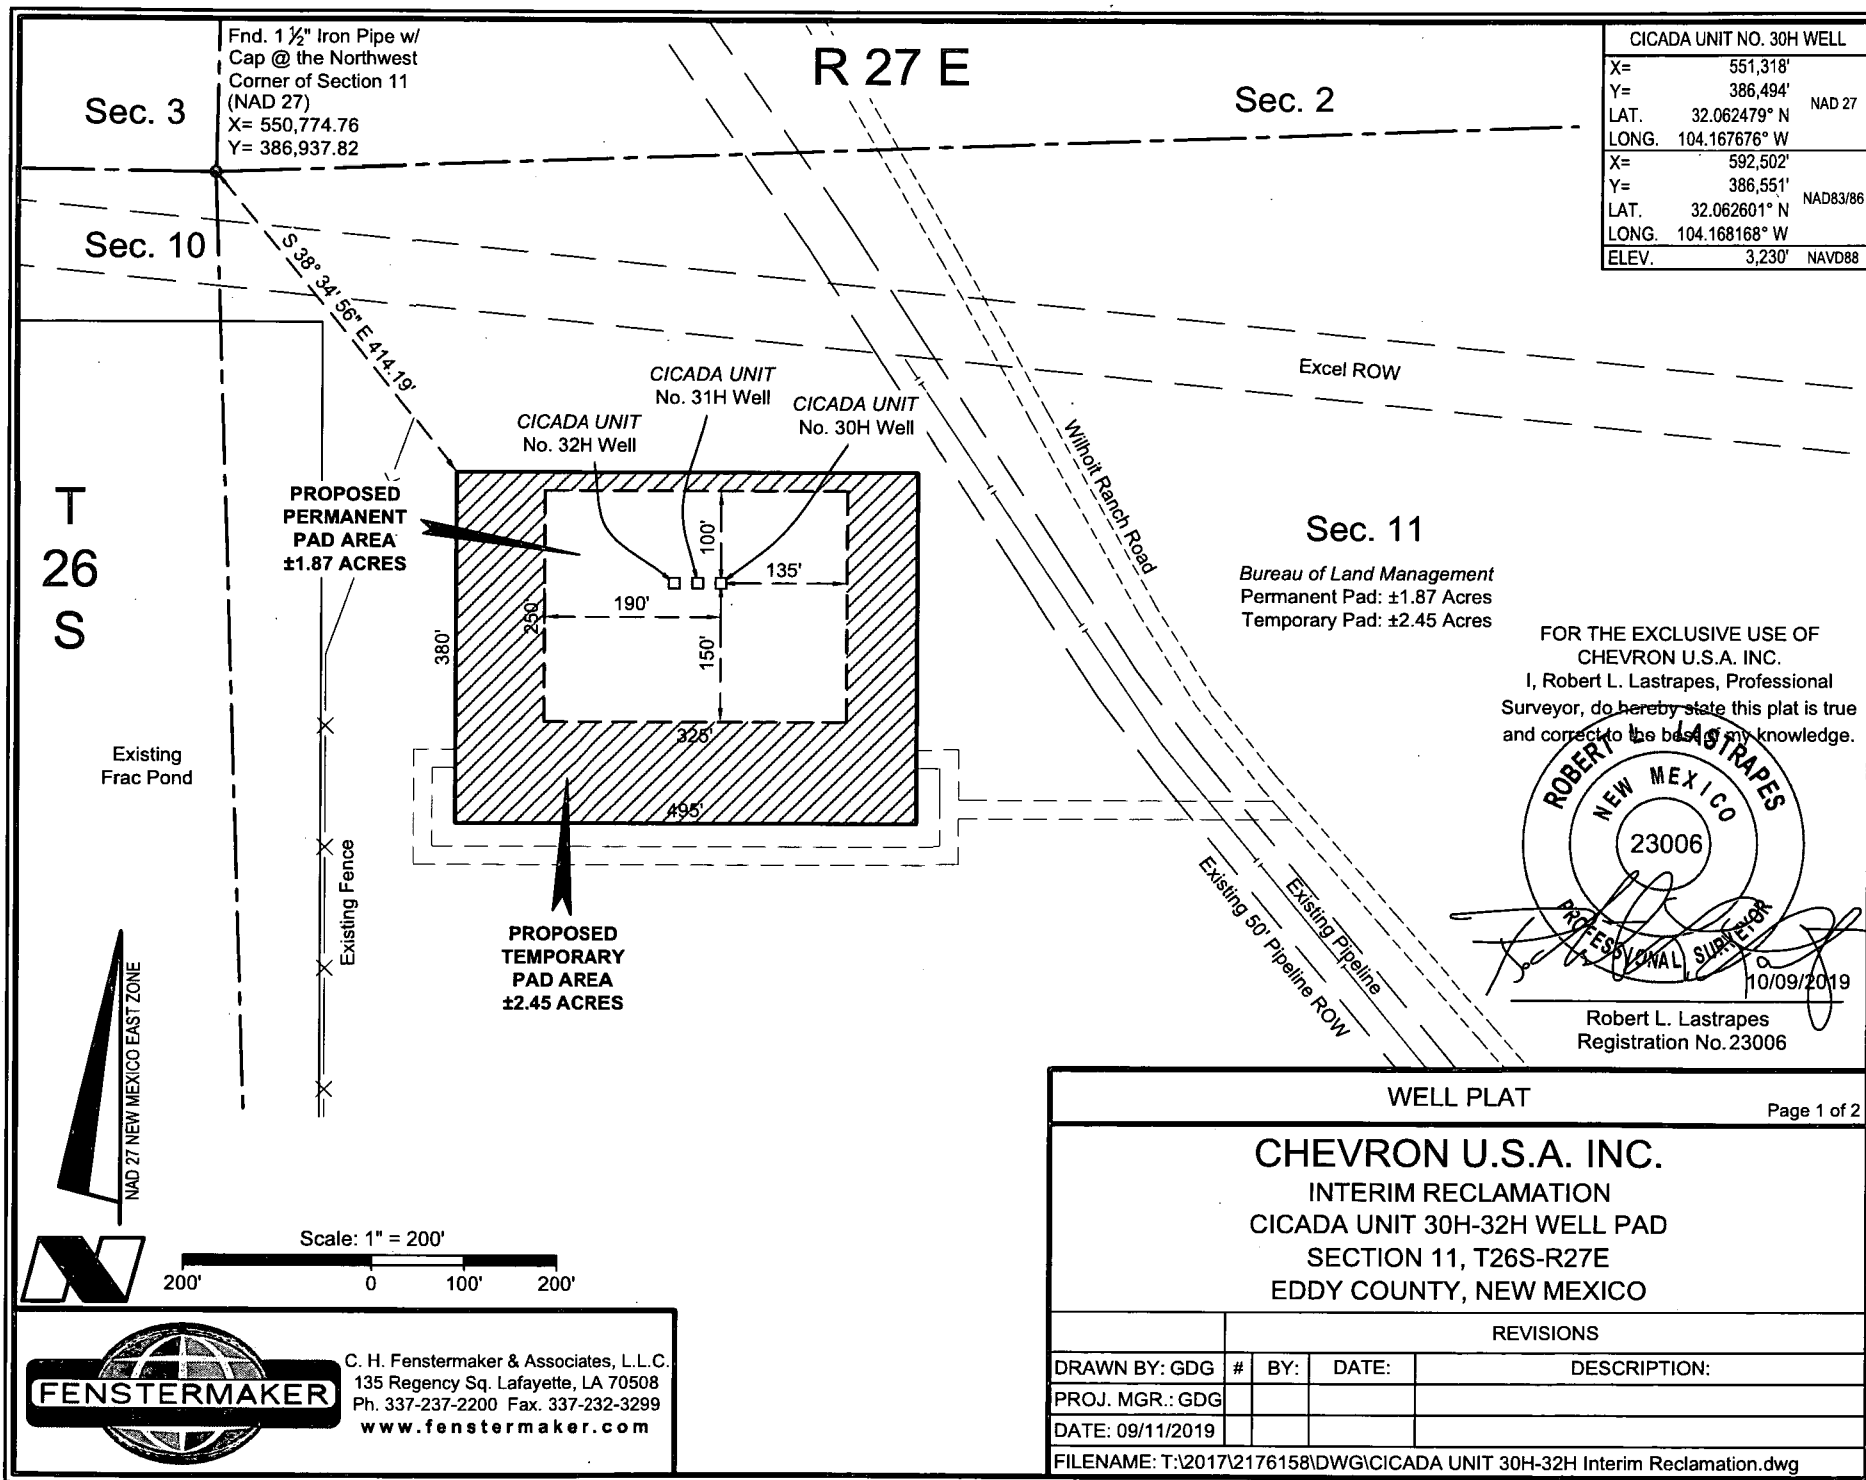 Fnd. 1 ½" Iron Pipe w/
Cap @ the Northwest
Corner of Section 11
(NAD 27)
X= 550,774.76
Y= 386,937.82
R 27 E
Sec. 3
Sec. 2
Sec. 10
CICADA UNIT NO. 30H WELL
X= 551,318'
Y= 386,494'
NAD 27
LAT. 32.062479° N
LONG. 104.167676° W
X= 592,502'
Y= 386,551'
NAD83/86
LAT. 32.062601° N
LONG. 104.168168° W
ELEV. 3,230' NAVD88
S 38° 34' 56" E 414.19'
Excel ROW
CICADA UNIT
No. 31H Well
CICADA UNIT
No. 30H Well
CICADA UNIT
No. 32H Well
Wilhoit Ranch Road
T
26
S
PROPOSED
PERMANENT
PAD AREA
±1.87 ACRES
100'
135'
190'
250'
150'
380'
325'
495'
Sec. 11
Bureau of Land Management
Permanent Pad: ±1.87 Acres
Temporary Pad: ±2.45 Acres
FOR THE EXCLUSIVE USE OF
CHEVRON U.S.A. INC.
I, Robert L. Lastrapes, Professional
Surveyor, do hereby state this plat is true
and correct to the best of my knowledge.
ROBERT L. LASTRAPES
NEW MEXICO
23006
PROFESSIONAL SURVEYOR
10/09/2019
Robert L. Lastrapes
Registration No. 23006
Existing
Frac Pond
Existing Fence
PROPOSED
TEMPORARY
PAD AREA
±2.45 ACRES
Existing 50' Pipeline ROW
Existing Pipeline
NAD 27 NEW MEXICO EAST ZONE
Scale: 1" = 200'
200' 0 100' 200'
FENSTERMAKER
C. H. Fenstermaker & Associates, L.L.C.
135 Regency Sq. Lafayette, LA 70508
Ph. 337-237-2200 Fax. 337-232-3299
www.fenstermaker.com
WELL PLAT
Page 1 of 2
CHEVRON U.S.A. INC.
INTERIM RECLAMATION
CICADA UNIT 30H-32H WELL PAD
SECTION 11, T26S-R27E
EDDY COUNTY, NEW MEXICO
REVISIONS
DRAWN BY: GDG # BY: DATE: DESCRIPTION:
PROJ. MGR.: GDG
DATE: 09/11/2019
FILENAME: T:\2017\2176158\DWG\CICADA UNIT 30H-32H Interim Reclamation.dwg